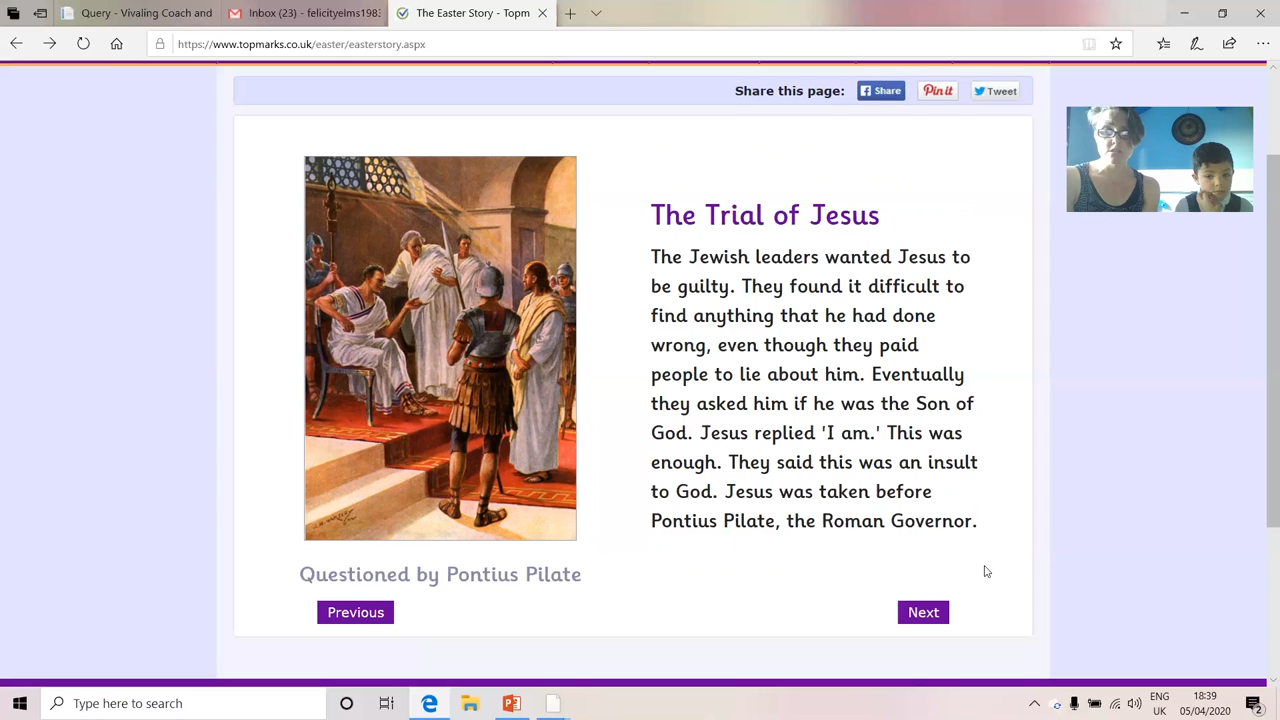 Query - Vivaling Coach and
Inbox (23) - felicityelms1983
The Easter Story - Topm
https://www.topmarks.co.uk/easter/easterstory.aspx
Share this page:
Share
Pin it
Tweet
The Trial of Jesus
The Jewish leaders wanted Jesus to
be guilty. They found it difficult to
find anything that he had done
wrong, even though they paid
people to lie about him. Eventually
they asked him if he was the Son of
God. Jesus replied 'I am.' This was
enough. They said this was an insult
to God. Jesus was taken before
Pontius Pilate, the Roman Governor.
Questioned by Pontius Pilate
Previous
Next
Type here to search
ENG
UK
18:39
05/04/2020
2